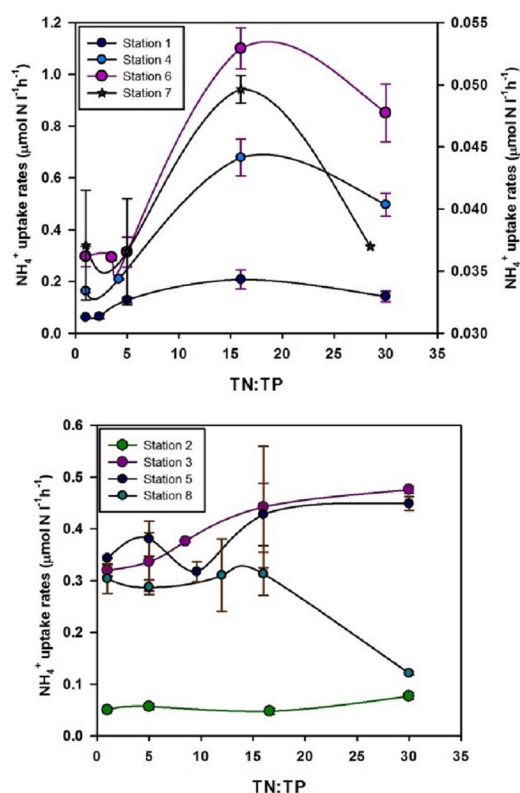 Station 1
Station 4
Station 6
Station 7
NH₄⁺ uptake rates (μmol N l⁻¹h⁻¹)
1.2
1.0
0.8
0.6
0.4
0.2
0.0
0.055
0.050
0.045
0.040
0.035
0.030
NH₄⁺ uptake rates (μmol N l⁻¹h⁻¹)
0 5 10 15 20 25 30 35
TN:TP
Station 2
Station 3
Station 5
Station 8
NH₄⁺ uptake rates (μmol N l⁻¹h⁻¹)
0.6
0.5
0.4
0.3
0.2
0.1
0.0
0 5 10 15 20 25 30 35
TN:TP